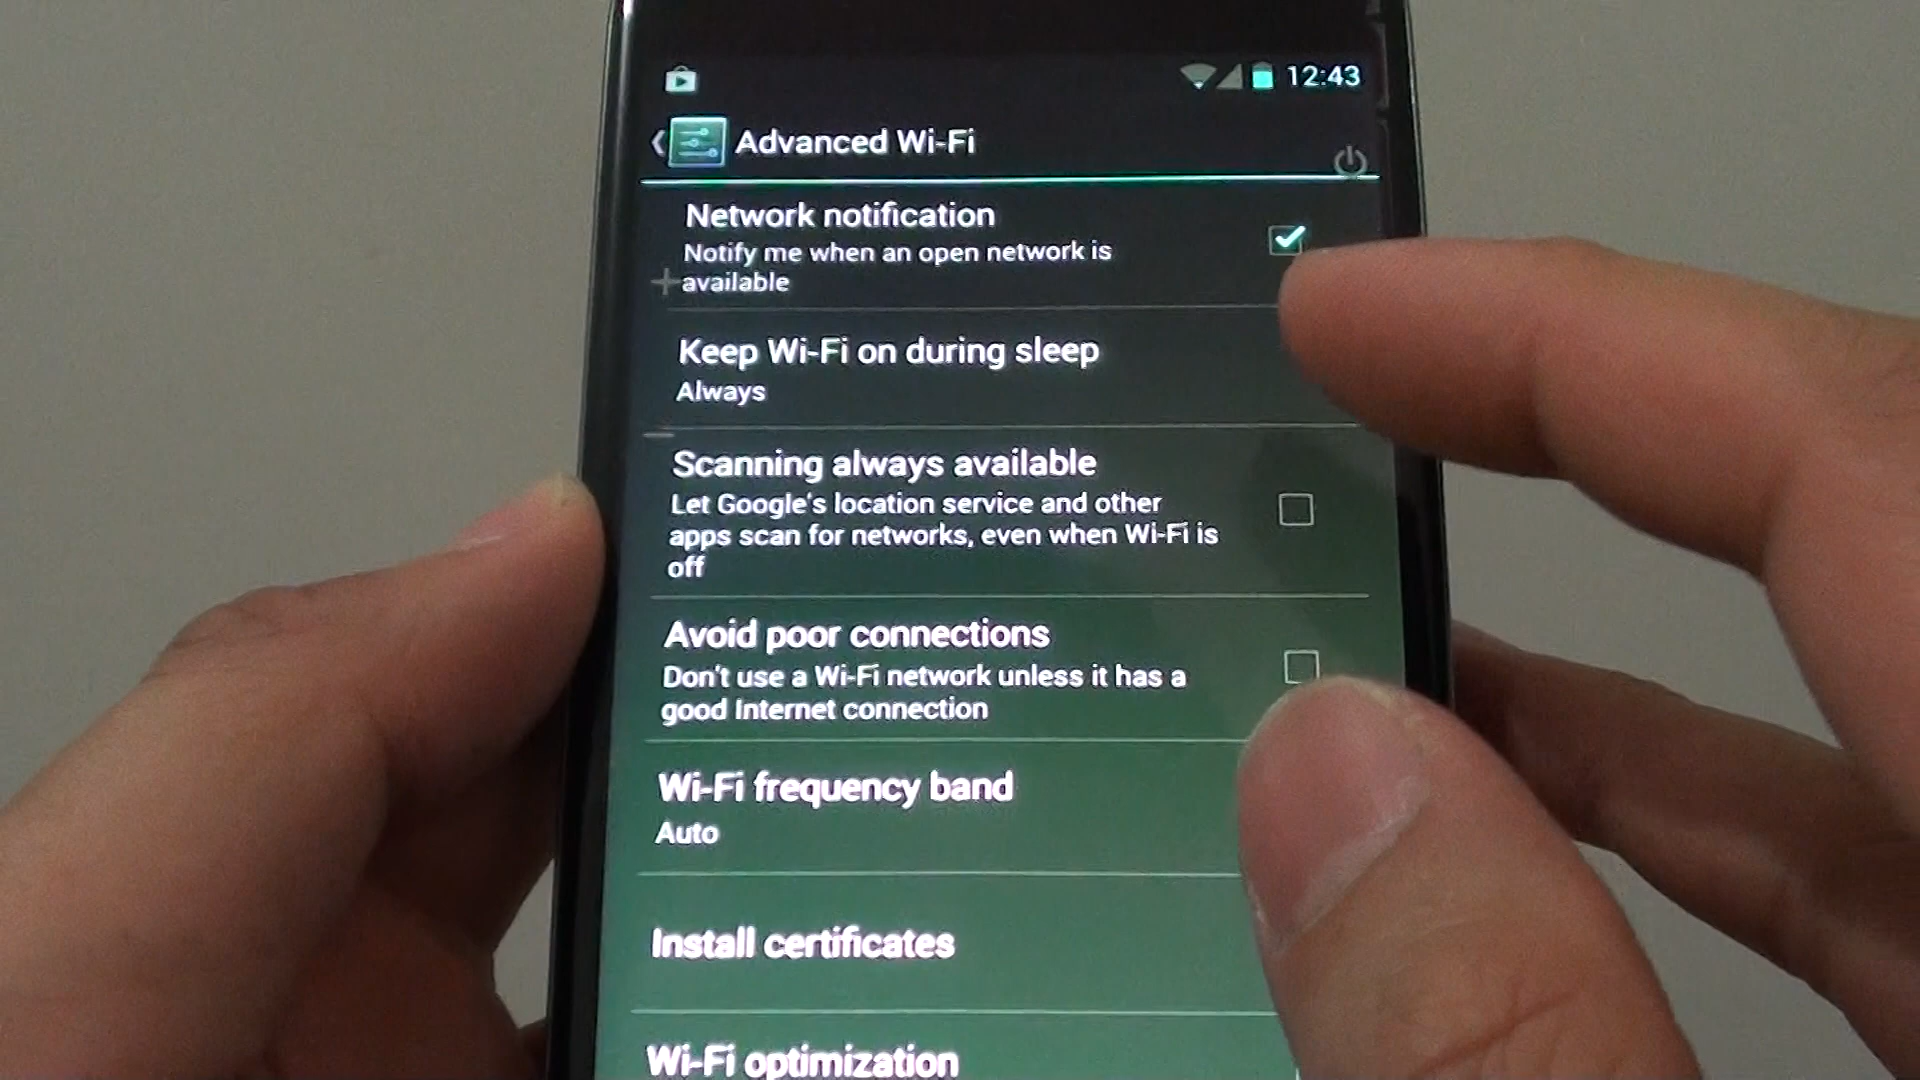 12:43
Advanced Wi-Fi
Network notification
Notify me when an open network is
available
Keep Wi-Fi on during sleep
Always
Scanning always available
Let Google's location service and other
apps scan for networks, even when Wi-Fi is
off
Avoid poor connections
Don't use a Wi-Fi network unless it has a
good Internet connection
Wi-Fi frequency band
Auto
Install certificates
Wi-Fi optimization